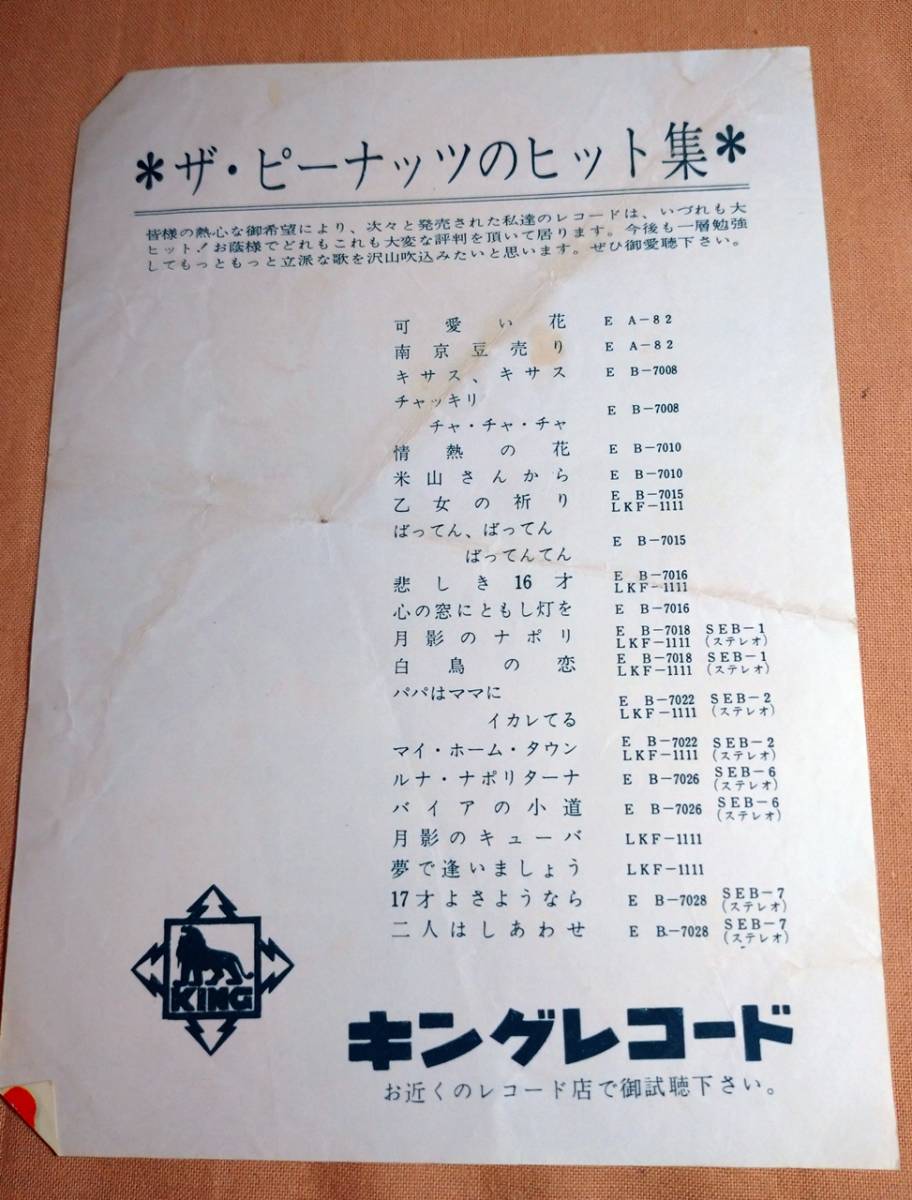 ＊ザ・ピーナッツのヒット集＊
皆様の熱心な御希望により、次々と発売された私達のレコードは、いづれも大
ヒット！お蔭様でどれもこれも大変な評判を頂いて居ります。今後も一層勉強
してもっともっと立派な歌を沢山吹込みたいと思います。ぜひ御愛聴下さい。
可愛い花 E A-82
南京豆売り E A-82
キサス、キサス E B-7008
チャッキリ
チャ・チャ・チャ E B-7008
情熱の花 E B-7010
米山さんから E B-7010
乙女の祈り E B-7015
LKF-1111
ばってん、ばってん
ばってんてん E B-7015
悲しき16才 E B-7016
LKF-1111
心の窓にともし灯を E B-7016
月影のナポリ E B-7018 SEB-1
LKF-1111 (ステレオ)
白鳥の恋 E B-7018 SEB-1
LKF-1111 (ステレオ)
パパはママに
イカレてる E B-7022 SEB-2
LKF-1111 (ステレオ)
マイ・ホーム・タウン E B-7022 SEB-2
LKF-1111 (ステレオ)
ルナ・ナポリターナ E B-7026 SEB-6
(ステレオ)
バイアの小道 E B-7026 SEB-6
(ステレオ)
月影のキューバ LKF-1111
夢で逢いましょう LKF-1111
17才よさようなら E B-7028 SEB-7
(ステレオ)
二人はしあわせ E B-7028 SEB-7
(ステレオ)
KING
キングレコード
お近くのレコード店で御試聴下さい。